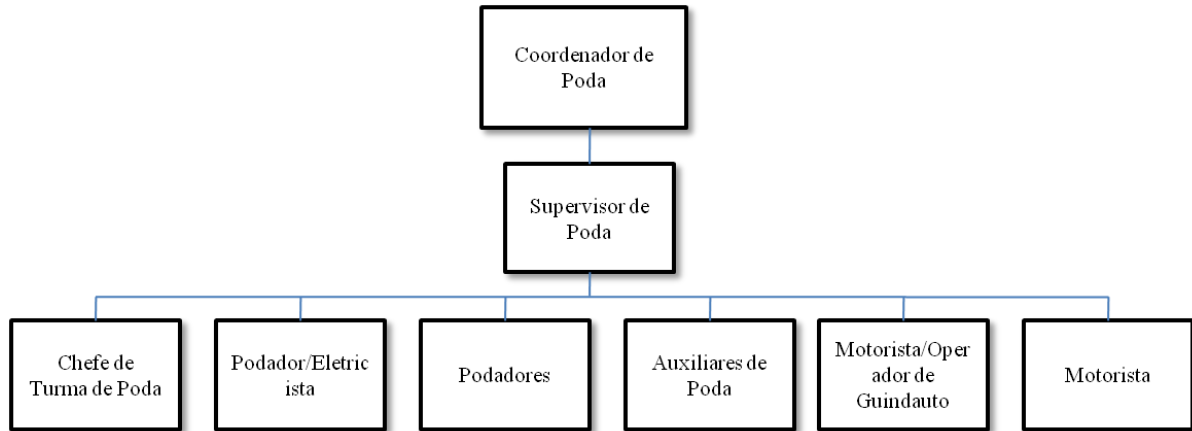 Coordenador de
Poda
Supervisor de
Poda
Chefe de
Turma de Poda
Podador/Eletric
ista
Podadores
Auxiliares de
Poda
Motorista/Oper
ador de
Guindauto
Motorista